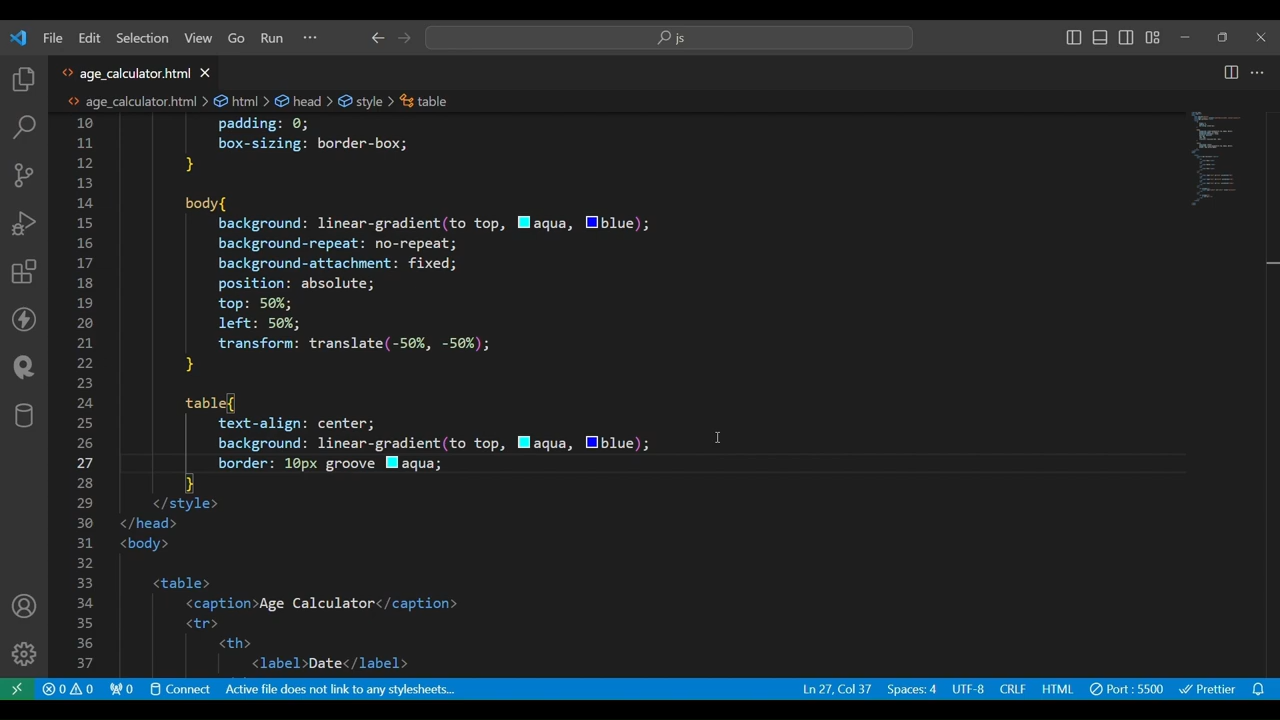 File Edit Selection View Go Run ··· js
age_calculator.html
age_calculator.html > html > head > style > table
10 padding: 0;
11 box-sizing: border-box;
12 }
13
14 body{
15 background: linear-gradient(to top, aqua, blue);
16 background-repeat: no-repeat;
17 background-attachment: fixed;
18 position: absolute;
19 top: 50%;
20 left: 50%;
21 transform: translate(-50%, -50%);
22 }
23
24 table{
25 text-align: center;
26 background: linear-gradient(to top, aqua, blue);
27 border: 10px groove aqua;
28 }
29 </style>
30 </head>
31 <body>
32
33 <table>
34 <caption>Age Calculator</caption>
35 <tr>
36 <th>
37 <label>Date</label>
0 0 0 Connect Active file does not link to any stylesheets... Ln 27, Col 37 Spaces: 4 UTF-8 CRLF HTML Port : 5500 Prettier